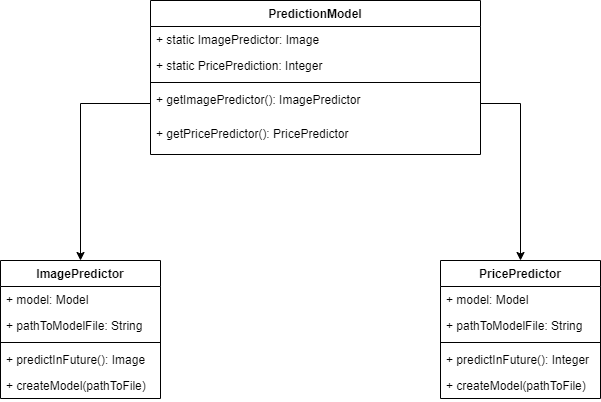 PredictionModel
+ static ImagePredictor: Image
+ static PricePrediction: Integer
+ getImagePredictor(): ImagePredictor
+ getPricePredictor(): PricePredictor
ImagePredictor
+ model: Model
+ pathToModelFile: String
+ predictInFuture(): Image
+ createModel(pathToFile)
PricePredictor
+ model: Model
+ pathToModelFile: String
+ predictInFuture(): Integer
+ createModel(pathToFile)